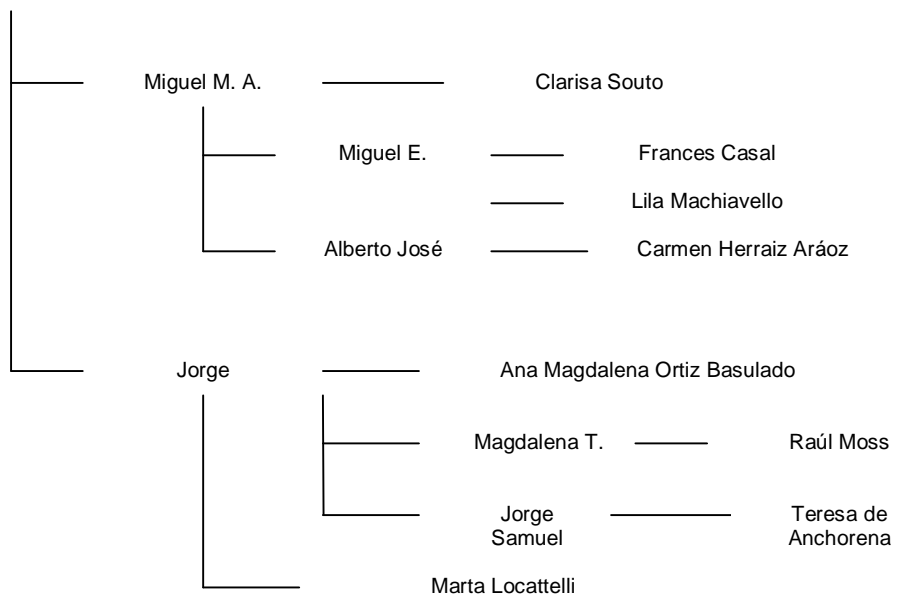 Miguel M. A. Clarisa Souto
Miguel E. Frances Casal
Lila Machiavello
Alberto José Carmen Herraiz Aráoz
Jorge Ana Magdalena Ortiz Basulado
Magdalena T. Raúl Moss
Jorge Samuel Teresa de Anchorena
Marta Locattelli